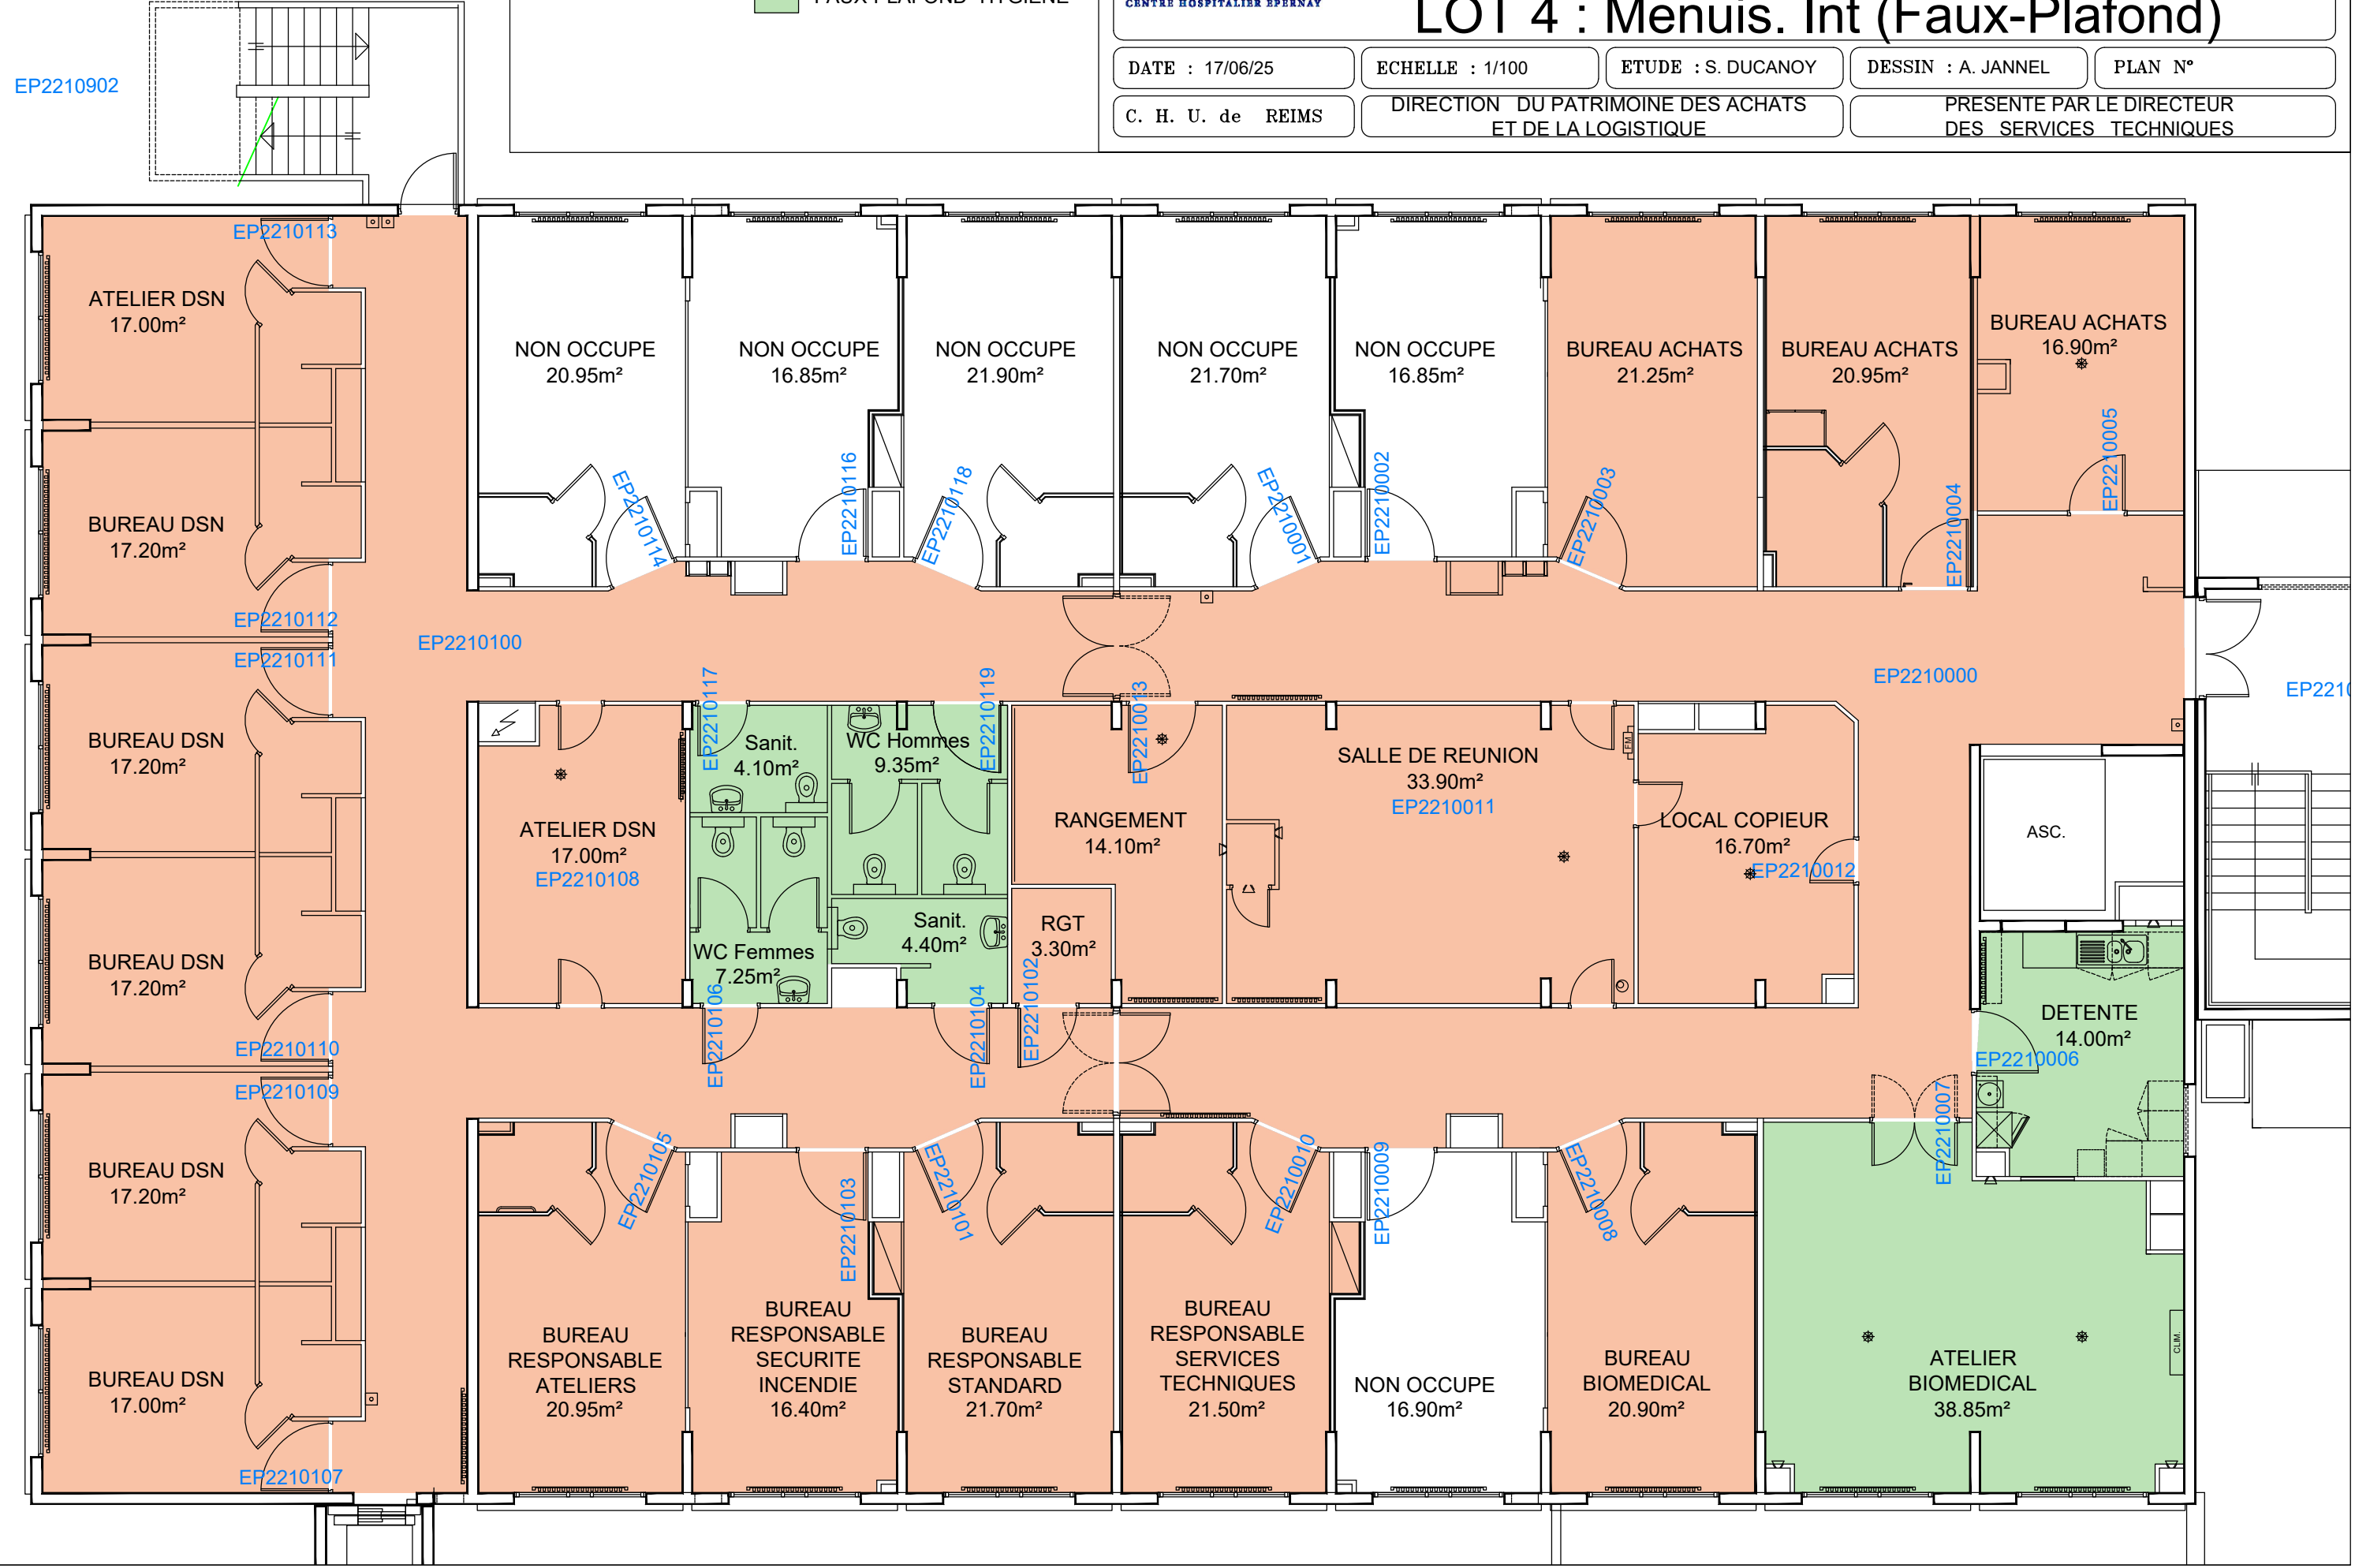 FAUX PLAFOND HYGIENE
CENTRE HOSPITALIER EPERNAY
LOT 4 : Menuis. Int (Faux-Plafond)
DATE : 17/06/25
ECHELLE : 1/100
ETUDE : S. DUCANOY
DESSIN : A. JANNEL
PLAN N°
C. H. U. de REIMS
DIRECTION DU PATRIMOINE DES ACHATS
ET DE LA LOGISTIQUE
PRESENTE PAR LE DIRECTEUR
DES SERVICES TECHNIQUES
EP2210902
EP2210113
ATELIER DSN
17.00m²
NON OCCUPE
20.95m²
EP2210114
NON OCCUPE
16.85m²
EP2210116
NON OCCUPE
21.90m²
EP2210118
NON OCCUPE
21.70m²
EP2210001
NON OCCUPE
16.85m²
EP2210002
BUREAU ACHATS
21.25m²
EP2210003
BUREAU ACHATS
20.95m²
EP2210004
BUREAU ACHATS
16.90m²
EP2210005
BUREAU DSN
17.20m²
EP2210112
EP2210111
EP2210100
EP2210000
EP2210
BUREAU DSN
17.20m²
ATELIER DSN
17.00m²
EP2210108
EP2210117
Sanit.
4.10m²
WC Hommes
9.35m²
EP2210119
EP2210013
RANGEMENT
14.10m²
SALLE DE REUNION
33.90m²
EP2210011
FM
LOCAL COPIEUR
16.70m²
EP2210012
ASC.
BUREAU DSN
17.20m²
EP2210110
WC Femmes
7.25m²
EP2210106
Sanit.
4.40m²
EP2210104
RGT
3.30m²
EP2210102
DETENTE
14.00m²
EP2210006
EP2210007
EP2210109
BUREAU DSN
17.20m²
BUREAU DSN
17.00m²
EP2210107
EP2210105
BUREAU
RESPONSABLE
ATELIERS
20.95m²
EP2210103
BUREAU
RESPONSABLE
SECURITE
INCENDIE
16.40m²
EP2210101
BUREAU
RESPONSABLE
STANDARD
21.70m²
EP2210010
BUREAU
RESPONSABLE
SERVICES
TECHNIQUES
21.50m²
EP2210009
NON OCCUPE
16.90m²
EP2210008
BUREAU
BIOMEDICAL
20.90m²
ATELIER
BIOMEDICAL
38.85m²
CLIM.